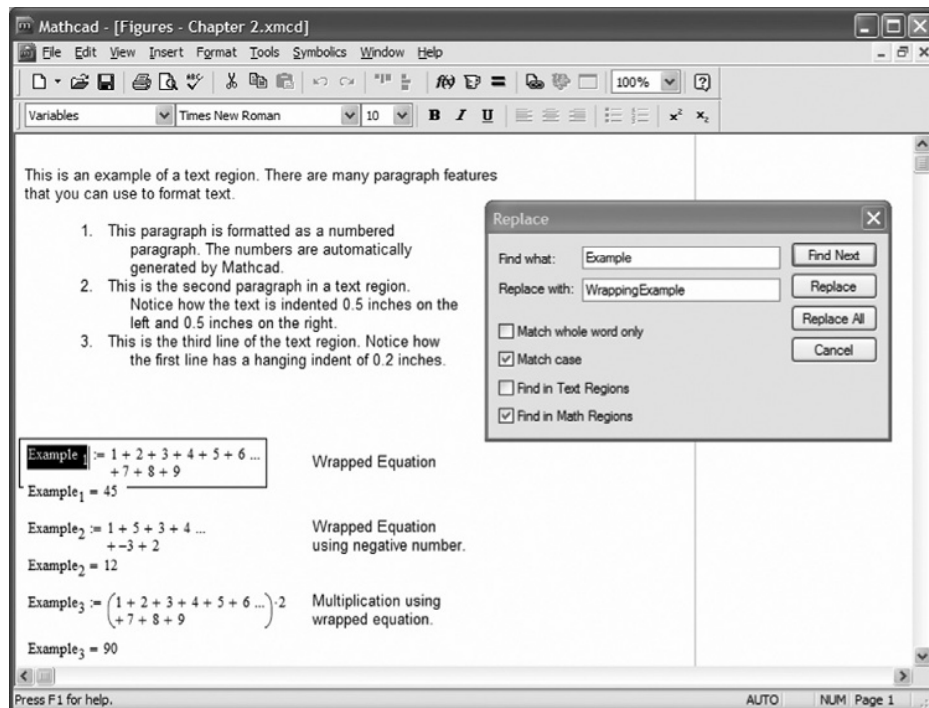 Mathcad - [Figures - Chapter 2.xmcd]
File Edit View Insert Format Tools Symbolics Window Help
100%
Variables Times New Roman 10 B I U x² x₂
This is an example of a text region. There are many paragraph features
that you can use to format text.
1. This paragraph is formatted as a numbered
paragraph. The numbers are automatically
generated by Mathcad.
2. This is the second paragraph in a text region.
Notice how the text is indented 0.5 inches on the
left and 0.5 inches on the right.
3. This is the third line of the text region. Notice how
the first line has a hanging indent of 0.2 inches.
Replace
Find what: Example Find Next
Replace with: WrappingExample Replace
Replace All
Match whole word only
Cancel
Match case
Find in Text Regions
Find in Math Regions
Example₁ := 1 + 2 + 3 + 4 + 5 + 6 ... Wrapped Equation
+ 7 + 8 + 9
Example₁ = 45
Example₂ := 1 + 5 + 3 + 4 ... Wrapped Equation
+ -3 + 2 using negative number.
Example₂ = 12
Example₃ := (1 + 2 + 3 + 4 + 5 + 6 ...)·2 Multiplication using
+ 7 + 8 + 9 wrapped equation.
Example₃ = 90
Press F1 for help. AUTO NUM Page 1